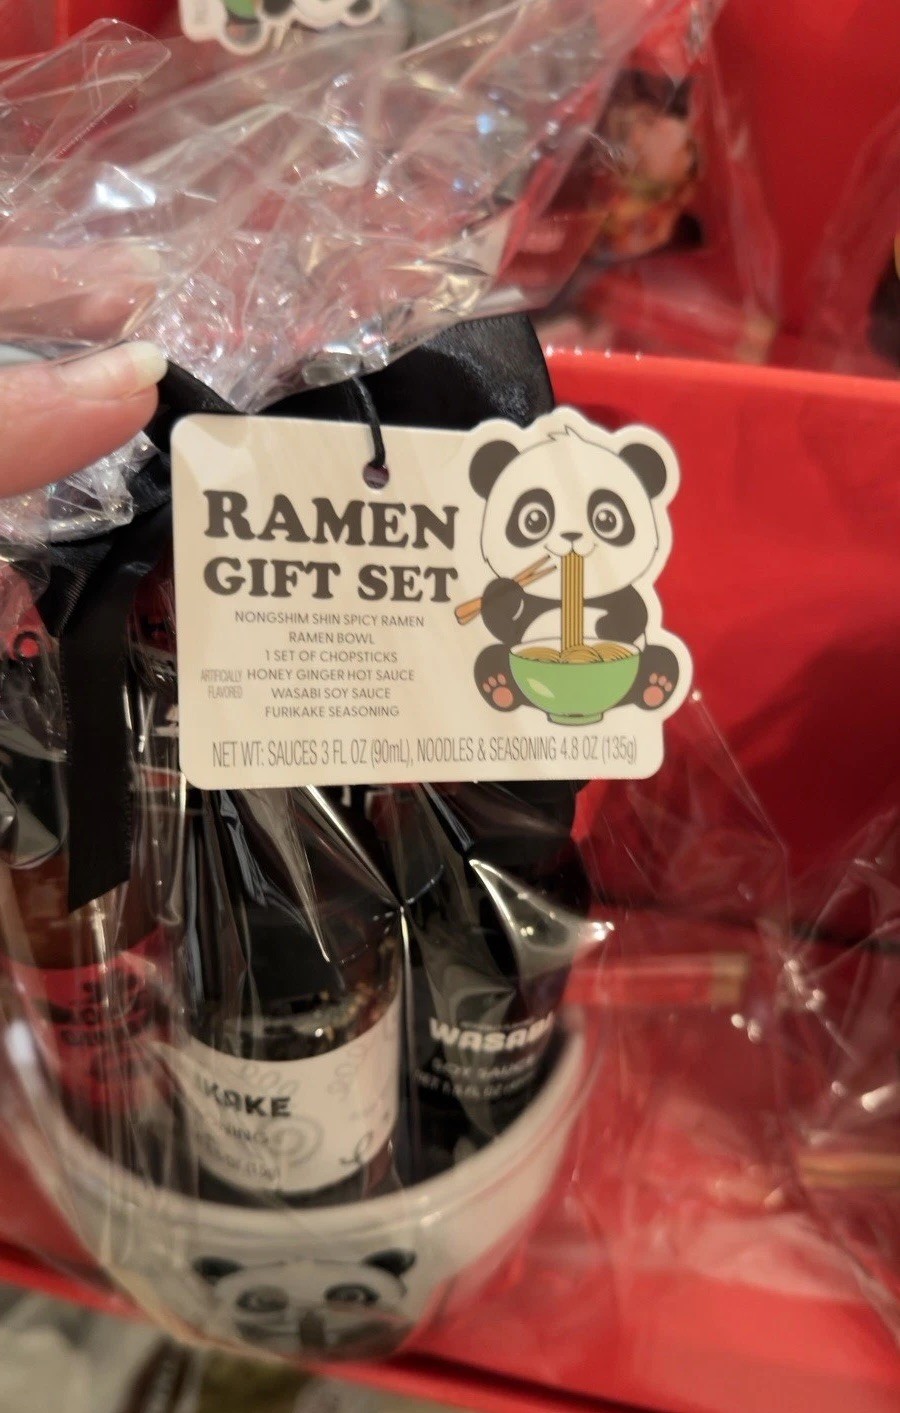 RAMEN
GIFT SET
NONGSHIM SHIN SPICY RAMEN
RAMEN BOWL
1 SET OF CHOPSTICKS
ARTIFICIALLY FLAVORED
HONEY GINGER HOT SAUCE
WASABI SOY SAUCE
FURIKAKE SEASONING
NET WT: SAUCES 3 FL OZ (90mL), NOODLES & SEASONING 4.8 OZ (135g)
WASABI
SOY SAUCE
IKAKE
NING